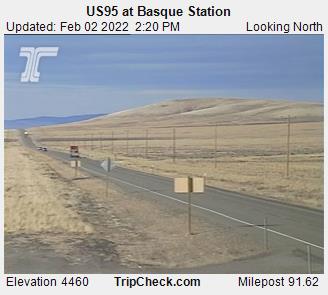 US95 at Basque Station
Updated: Feb 02 2022 2:20 PM Looking North
Elevation 4460 TripCheck.com Milepost 91.62